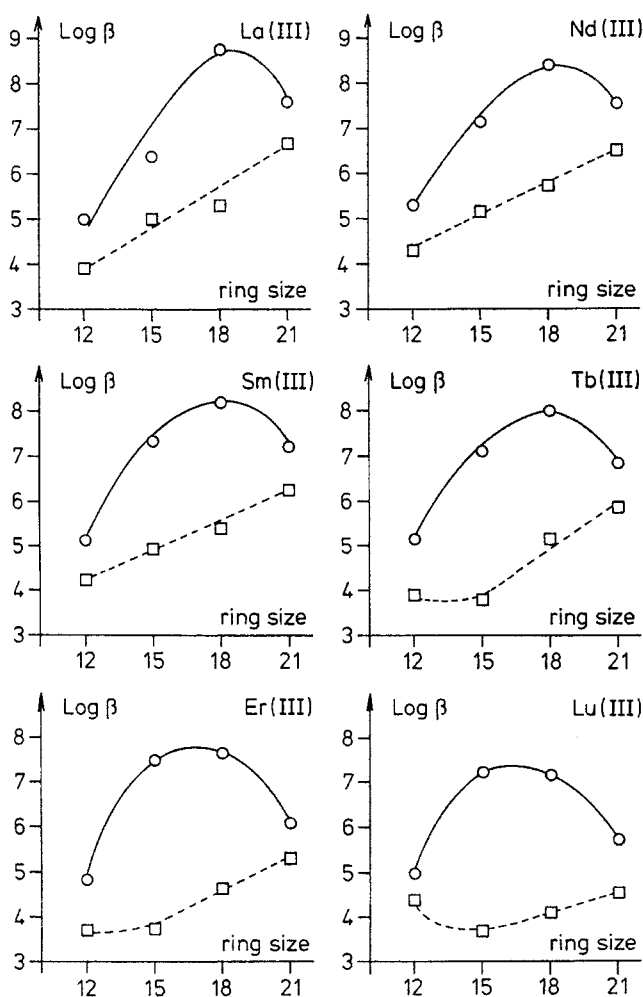 Log β La(III)
9
8
7
6
5
4
3
ring size
12 15 18 21
Log β Nd(III)
9
8
7
6
5
4
3
ring size
12 15 18 21
Log β Sm(III)
8
7
6
5
4
3
ring size
12 15 18 21
Log β Tb(III)
8
7
6
5
4
3
ring size
12 15 18 21
Log β Er(III)
8
7
6
5
4
3
ring size
12 15 18 21
Log β Lu(III)
8
7
6
5
4
3
ring size
12 15 18 21